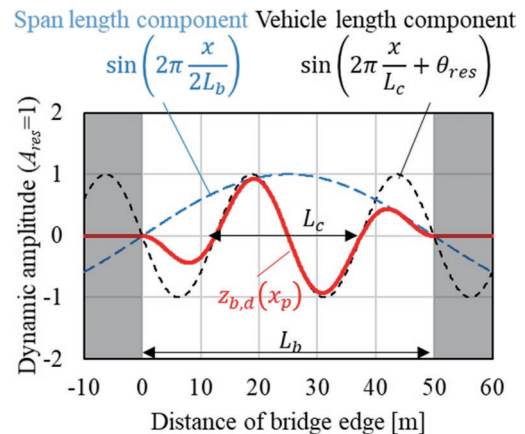 Span length component Vehicle length component
sin(2π x/2L_b) sin(2π x/L_c + θ_res)
Dynamic amplitude (A_res=1)
2
1
0
-1
-2
L_c
z_{b,d}(x_p)
L_b
-10 0 10 20 30 40 50 60
Distance of bridge edge [m]